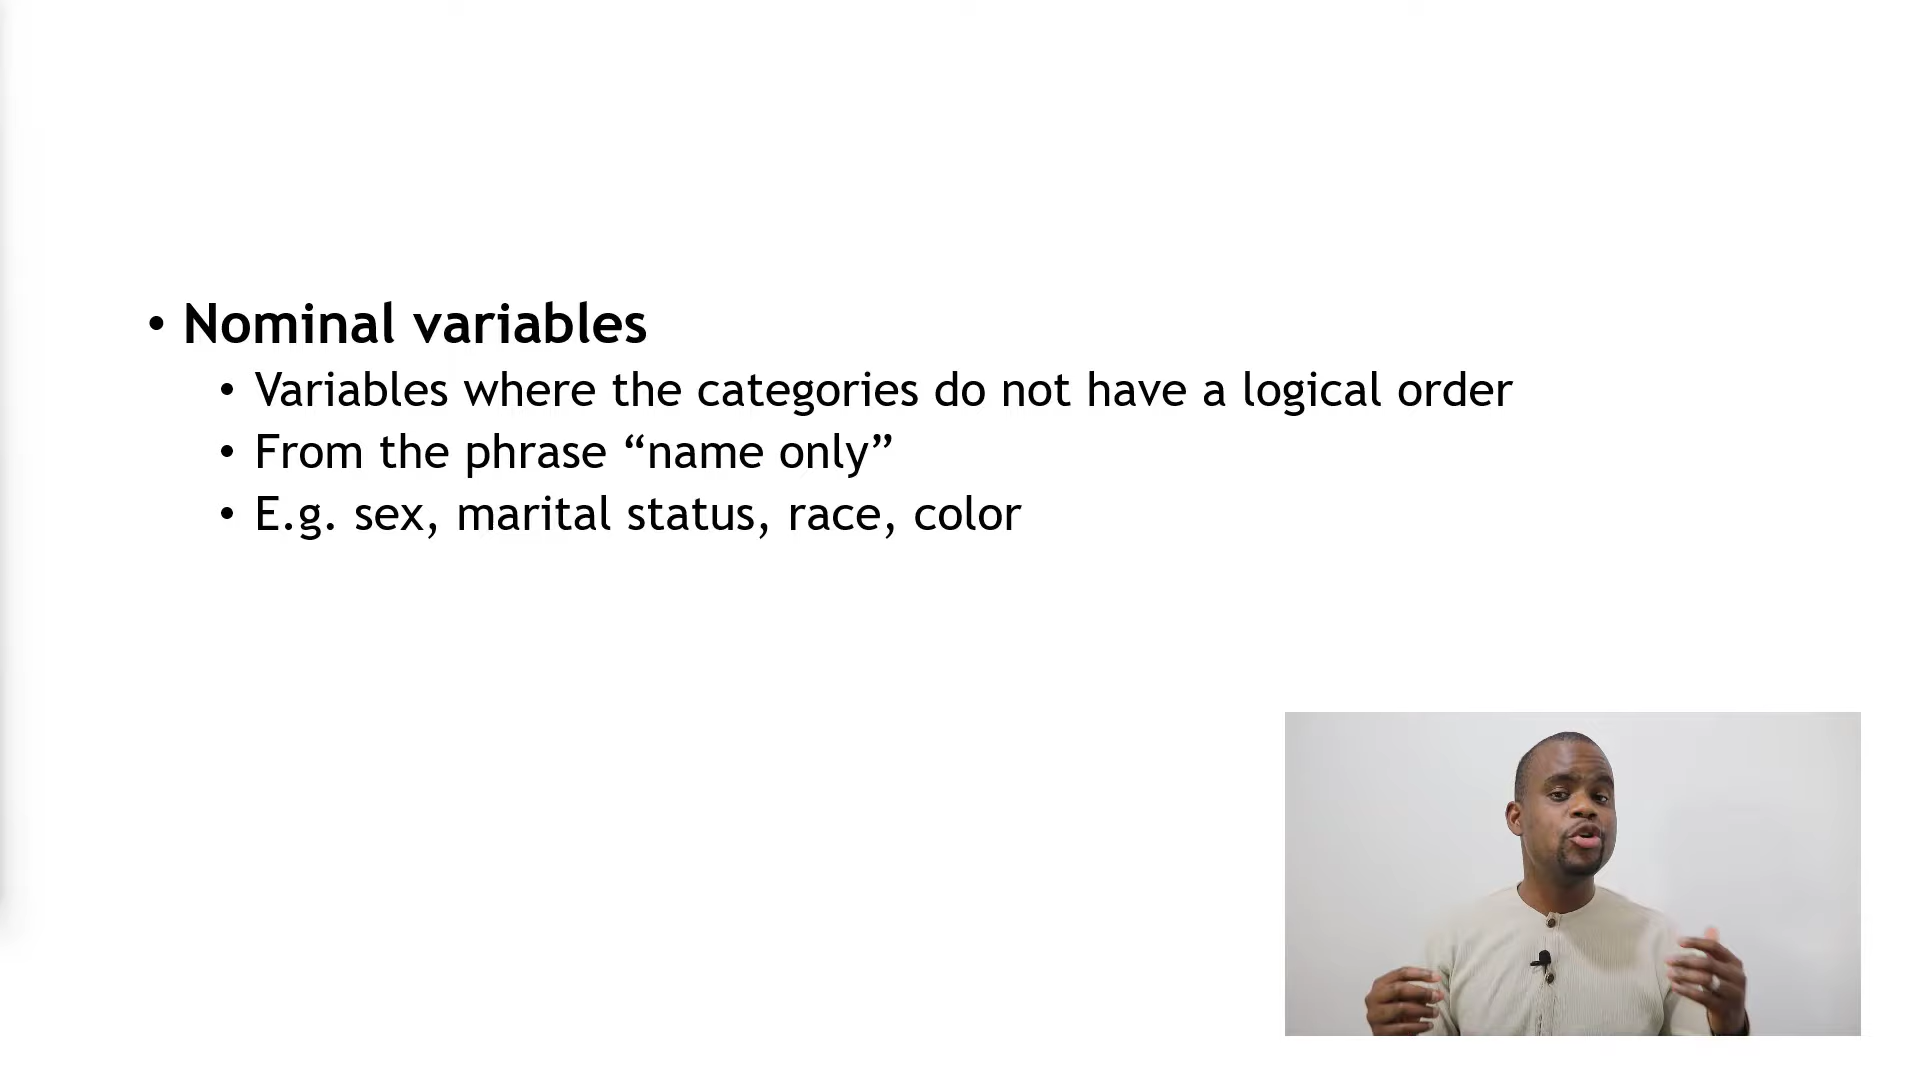 • Nominal variables
• Variables where the categories do not have a logical order
• From the phrase “name only”
• E.g. sex, marital status, race, color